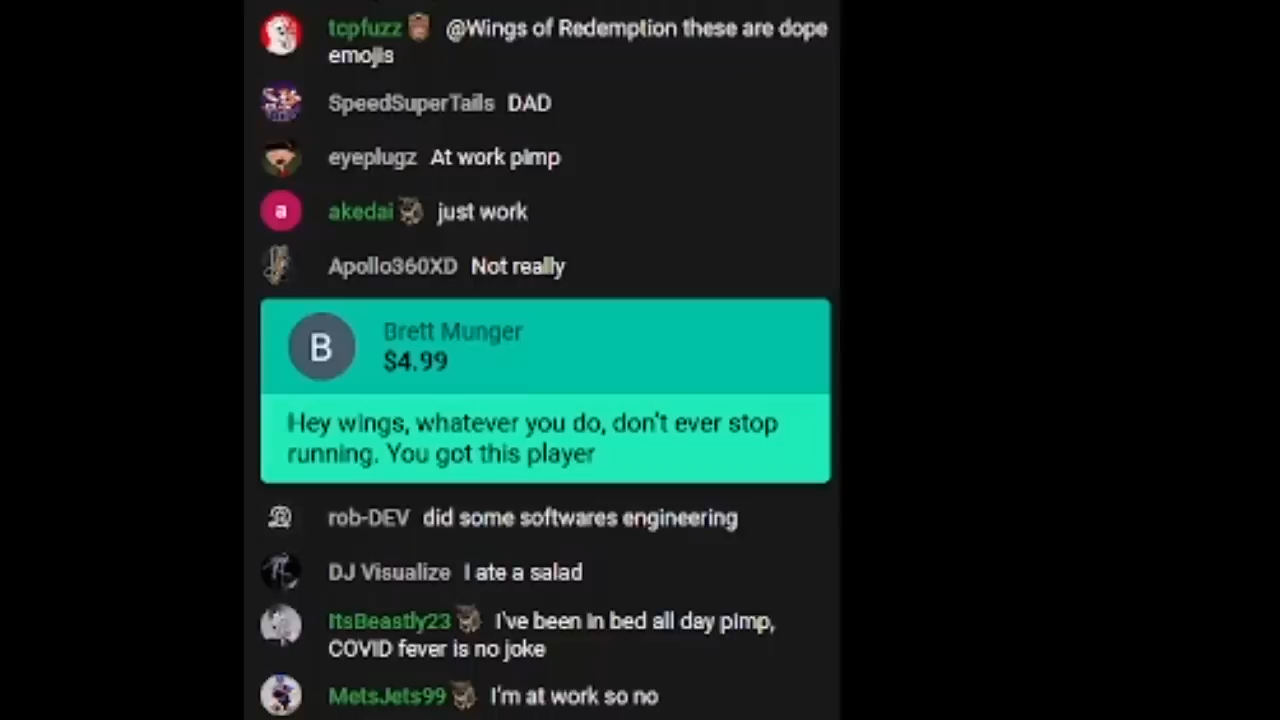 tcpfuzz @Wings of Redemption these are dope
emojis
SpeedSuperTails DAD
eyeplugz At work pimp
a akedai just work
Apollo360XD Not really
B Brett Munger
$4.99
Hey wings, whatever you do, don't ever stop
running. You got this player
rob-DEV did some softwares engineering
DJ Visualize I ate a salad
ItsBeastly23 I've been in bed all day pimp,
COVID fever is no joke
MetsJets99 I'm at work so no